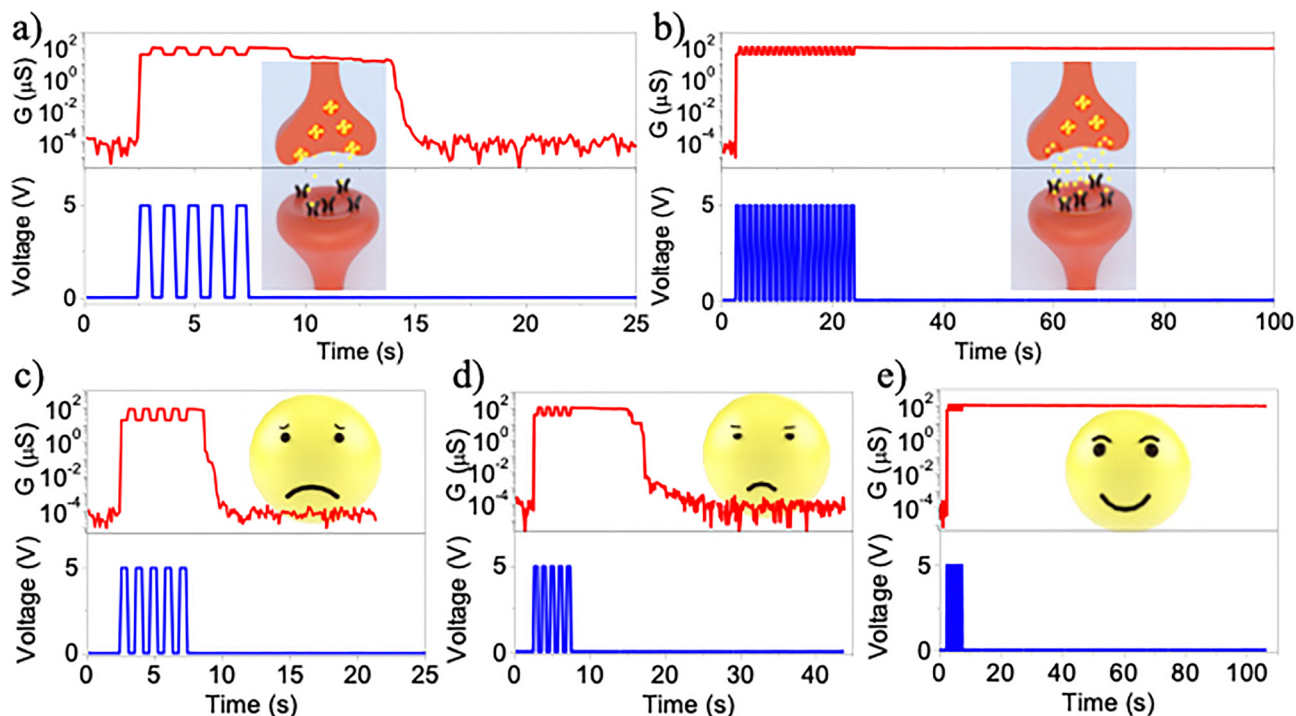 a)
G (μS)
10² 10⁰ 10⁻² 10⁻⁴
Voltage (V)
5 0
0 5 10 15 20 25
Time (s)
b)
G (μS)
10² 10⁰ 10⁻² 10⁻⁴
Voltage (V)
5 0
0 20 40 60 80 100
Time (s)
c)
G (μS)
10² 10⁰ 10⁻² 10⁻⁴
Voltage (V)
5 0
0 5 10 15 20 25
Time (s)
d)
G (μS)
10² 10⁰ 10⁻² 10⁻⁴
Voltage (V)
5 0
0 10 20 30 40
Time (s)
e)
G (μS)
10² 10⁰ 10⁻² 10⁻⁴
Voltage (V)
5 0
0 20 40 60 80 100
Time (s)